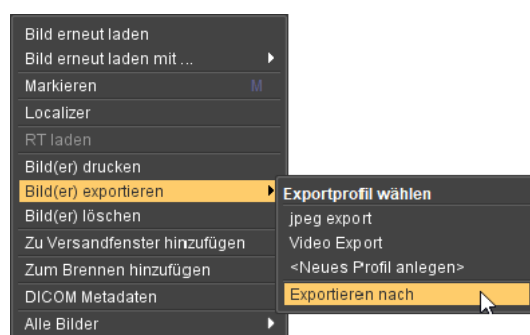 Bild erneut laden
Bild erneut laden mit ...
Markieren M
Localizer
RT laden
Bild(er) drucken
Bild(er) exportieren
Bild(er) löschen
Zu Versandfenster hinzufügen
Zum Brennen hinzufügen
DICOM Metadaten
Alle Bilder
Exportprofil wählen
jpeg export
Video Export
<Neues Profil anlegen>
Exportieren nach